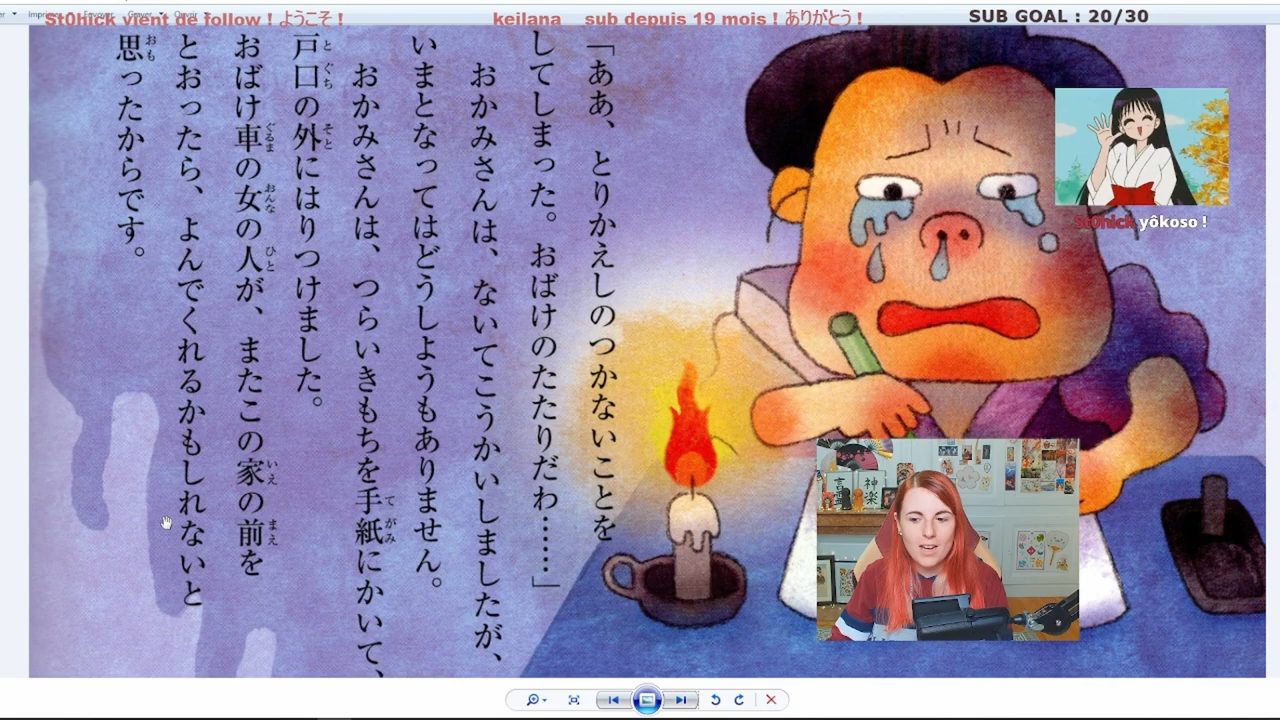 St0hick vient de follow ! ようこそ !
keilana sub depuis 19 mois ! ありがとう !
SUB GOAL : 20/30
「ああ、とりかえしのつかないことを
してしまった。おばけのたたりだわ……」
おかみさんは、ないてこうかいしましたが、
いまとなってはどうしようもありません。
おかみさんは、つらいきもちを手紙にかいて、
戸口の外にはりつけました。
おばけ車の女の人が、またこの家の前を
とおったら、よんでくれるかもしれないと
思ったからです。
St0hick yôkoso !
言霊
神楽